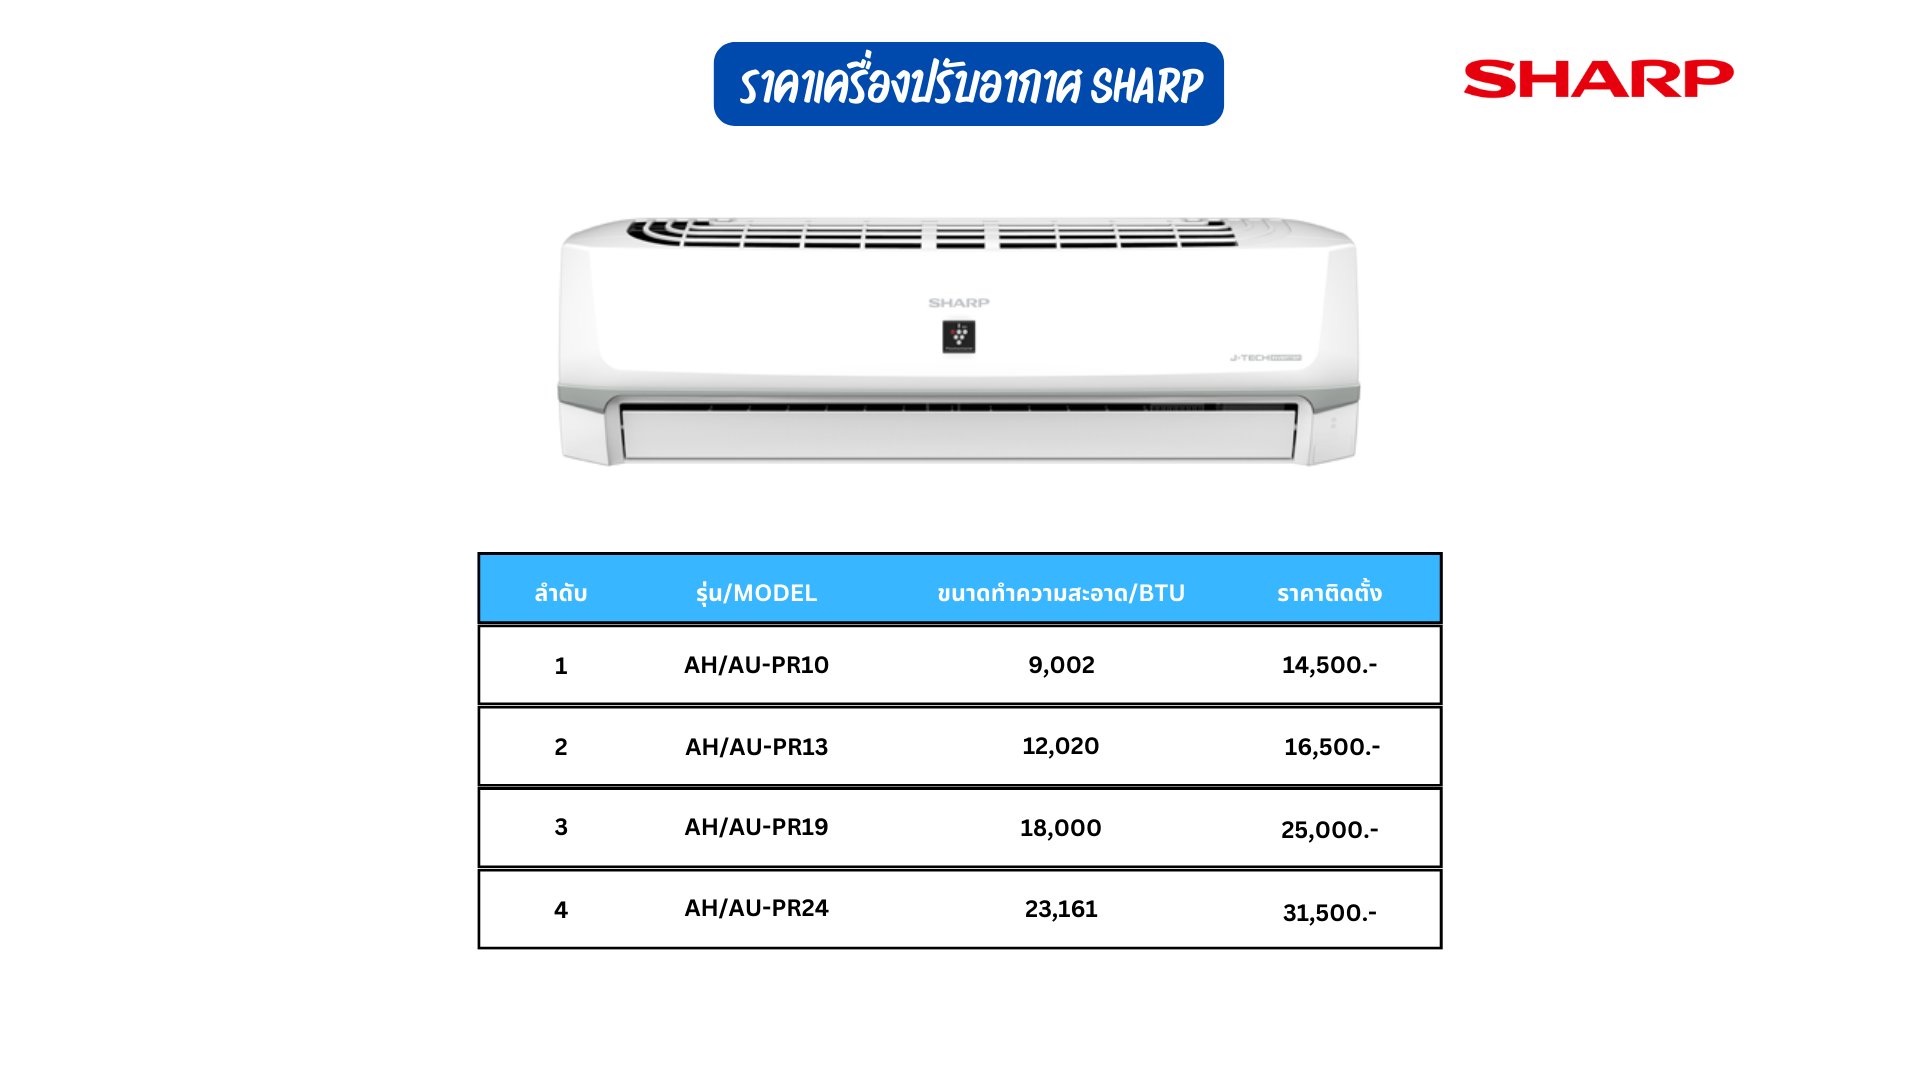 ราคาเครื่องปรับอากาศ SHARP
SHARP
SHARP
J-TECH INVERTER
ลำดับ รุ่น/MODEL ขนาดทำความสะอาด/BTU ราคาติดตั้ง
1 AH/AU-PR10 9,002 14,500.-
2 AH/AU-PR13 12,020 16,500.-
3 AH/AU-PR19 18,000 25,000.-
4 AH/AU-PR24 23,161 31,500.-